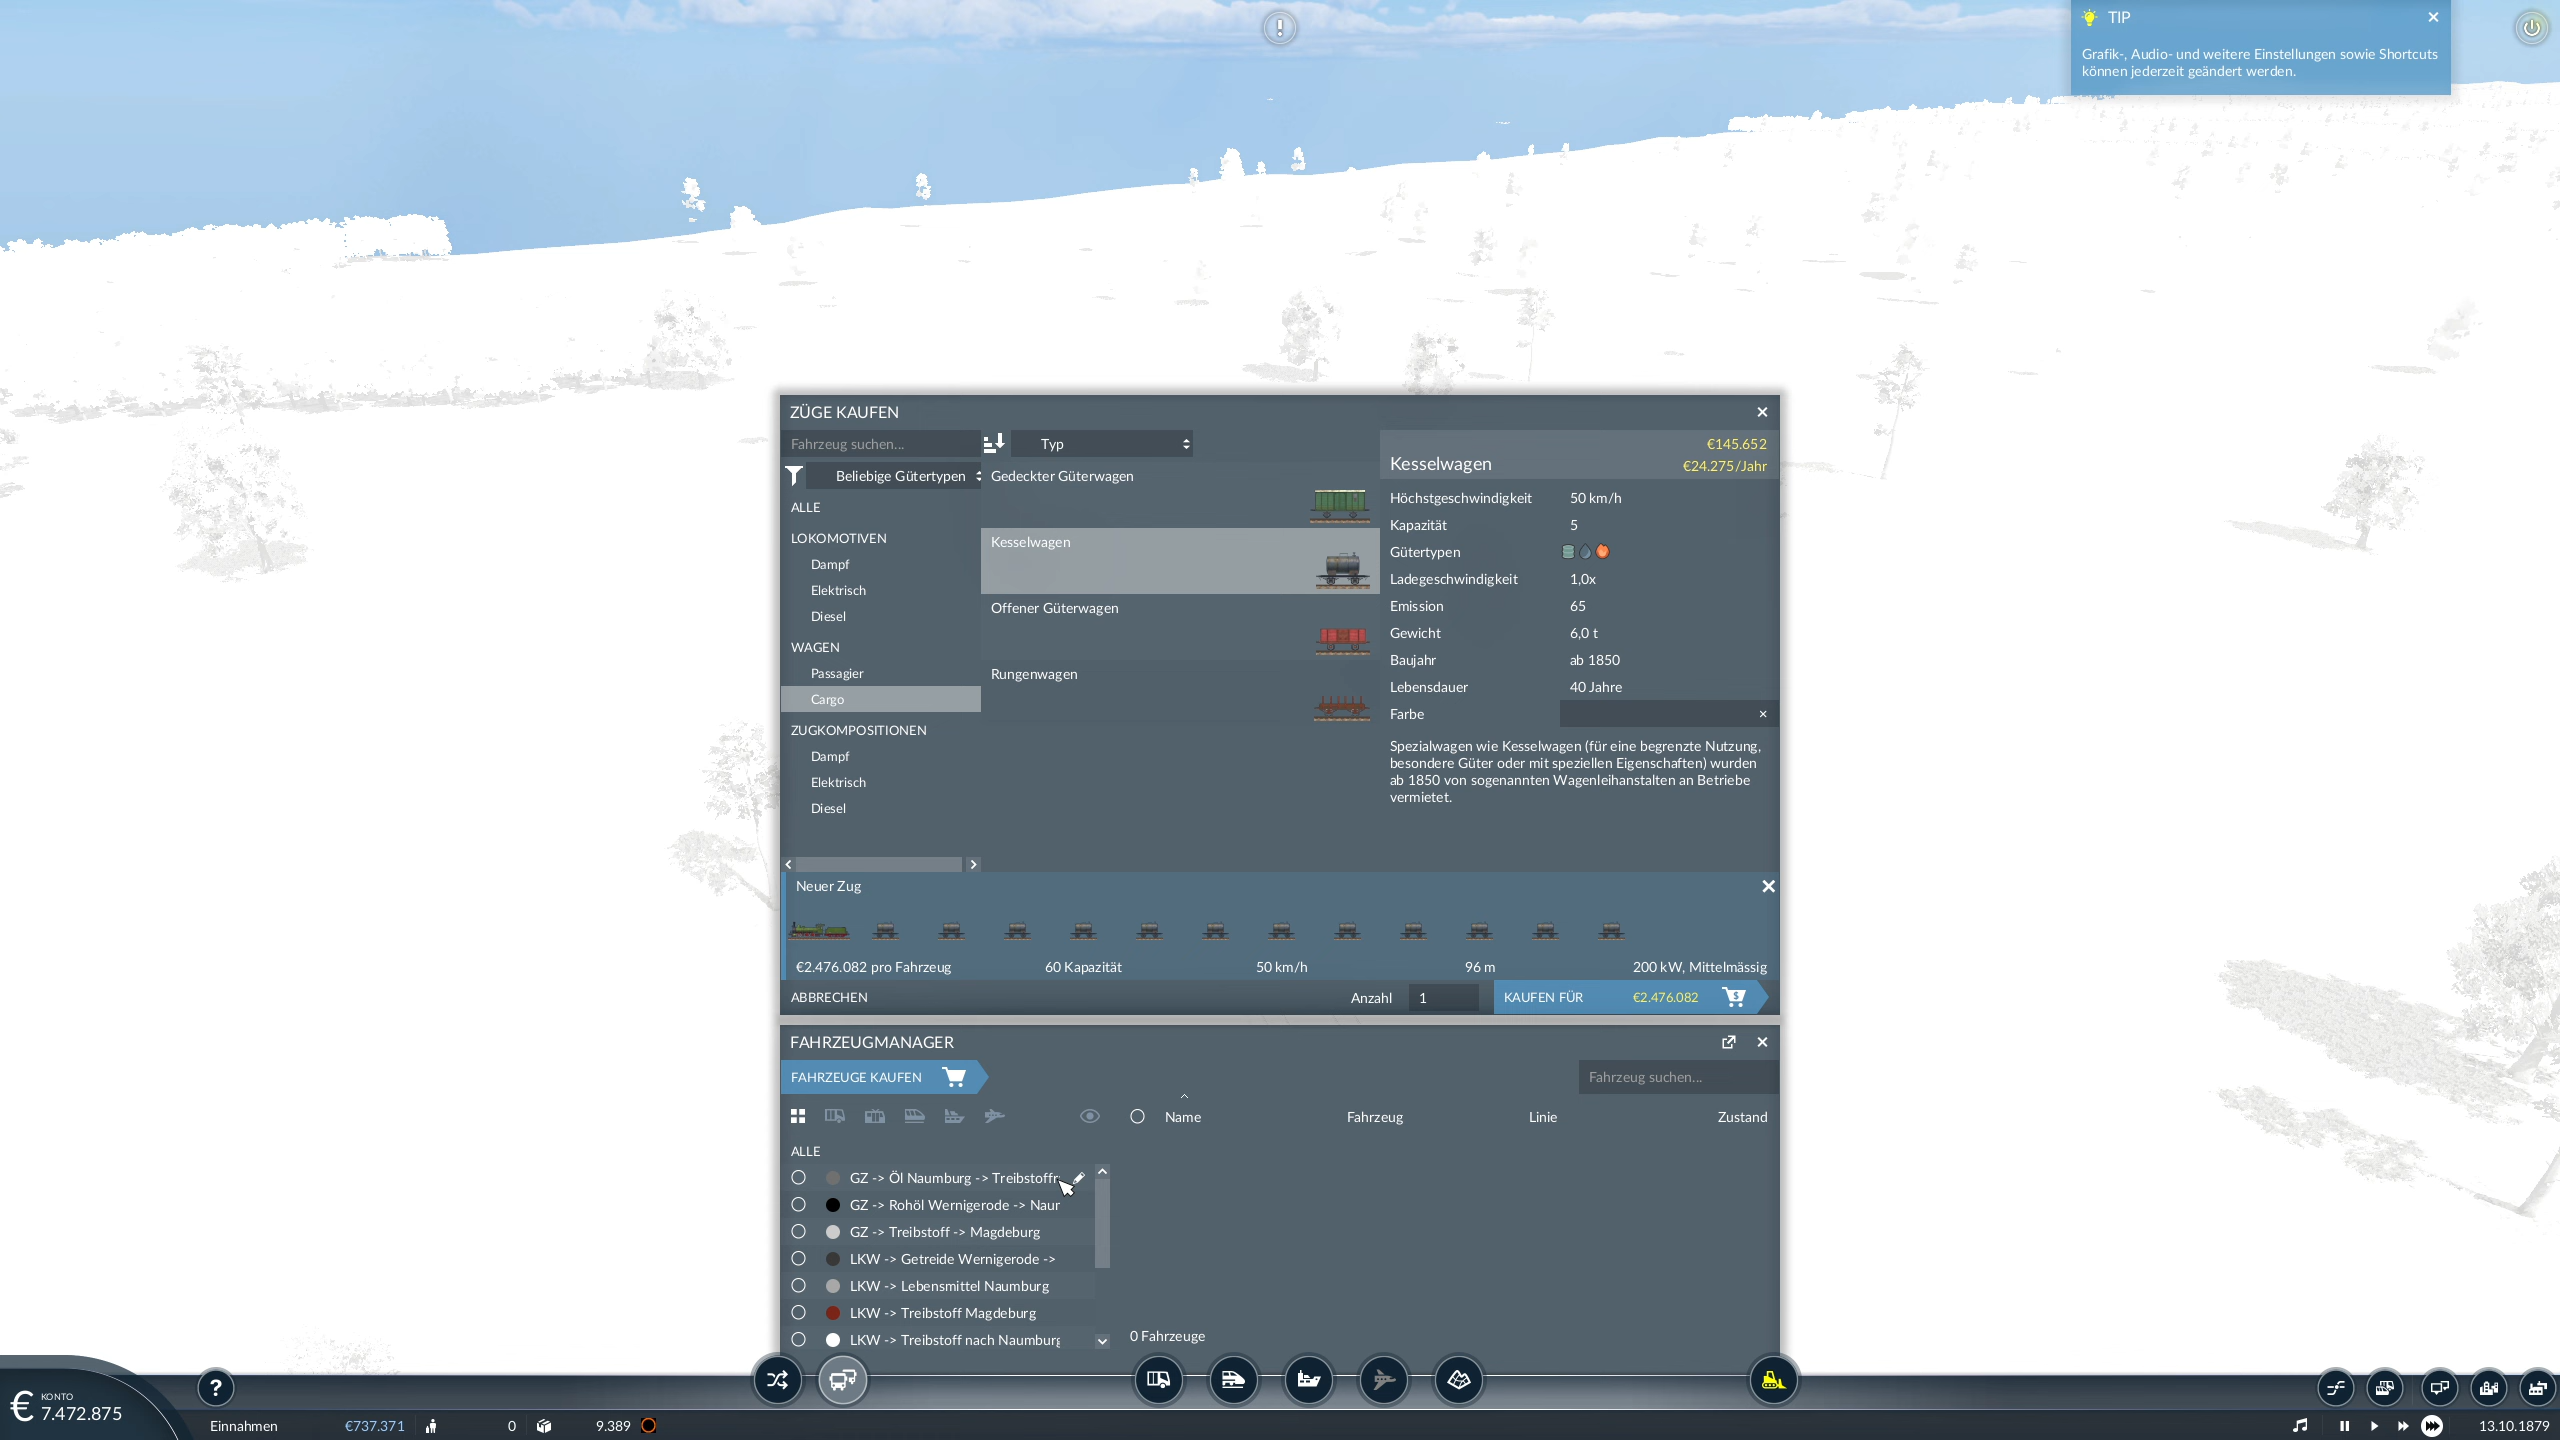 TIP
Grafik-, Audio- und weitere Einstellungen sowie Shortcuts
können jederzeit geändert werden.
ZÜGE KAUFEN
Fahrzeug suchen...
Typ
Beliebige Gütertypen
ALLE
LOKOMOTIVEN
Dampf
Elektrisch
Diesel
WAGEN
Passagier
Cargo
ZUGKOMPOSITIONEN
Dampf
Elektrisch
Diesel
Gedeckter Güterwagen
Kesselwagen
Offener Güterwagen
Rungenwagen
€145.652
Kesselwagen €24.275/Jahr
Höchstgeschwindigkeit 50 km/h
Kapazität 5
Gütertypen
Ladegeschwindigkeit 1,0x
Emission 65
Gewicht 6,0 t
Baujahr ab 1850
Lebensdauer 40 Jahre
Farbe
Spezialwagen wie Kesselwagen (für eine begrenzte Nutzung,
besondere Güter oder mit speziellen Eigenschaften) wurden
ab 1850 von sogenannten Wagenleihanstalten an Betriebe
vermietet.
Neuer Zug
€2.476.082 pro Fahrzeug 60 Kapazität 50 km/h 96 m 200 kW, Mittelmässig
ABBRECHEN Anzahl 1 KAUFEN FÜR €2.476.082
FAHRZEUGMANAGER
FAHRZEUGE KAUFEN Fahrzeug suchen...
Name Fahrzeug Linie Zustand
ALLE
GZ -> Öl Naumburg -> Treibstoffr
GZ -> Rohöl Wernigerode -> Naur
GZ -> Treibstoff -> Magdeburg
LKW -> Getreide Wernigerode ->
LKW -> Lebensmittel Naumburg
LKW -> Treibstoff Magdeburg
LKW -> Treibstoff nach Naumburg
0 Fahrzeuge
€ KONTO
7.472.875
?
Einnahmen €737.371 0 9.389 13.10.1879